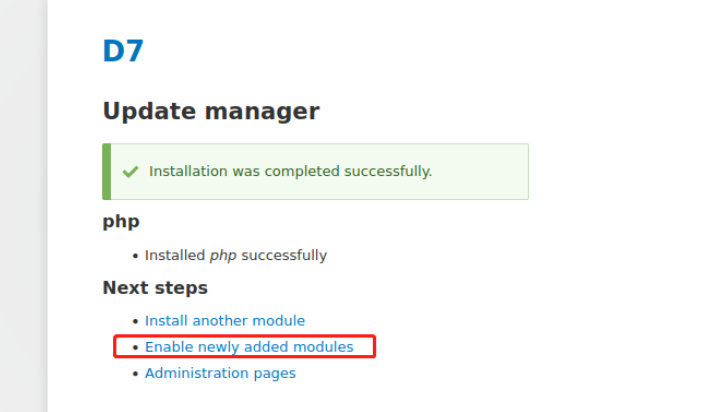 D7
Update manager
Installation was completed successfully.
php
Installed php successfully
Next steps
Install another module
Enable newly added modules
Administration pages